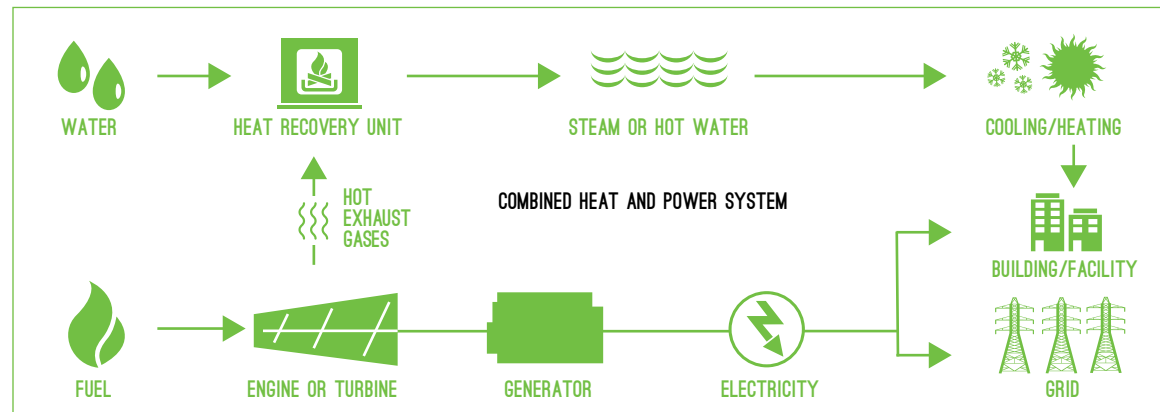 WATER
HEAT RECOVERY UNIT
STEAM OR HOT WATER
COOLING/HEATING
HOT
EXHAUST
GASES
COMBINED HEAT AND POWER SYSTEM
BUILDING/FACILITY
FUEL
ENGINE OR TURBINE
GENERATOR
ELECTRICITY
GRID